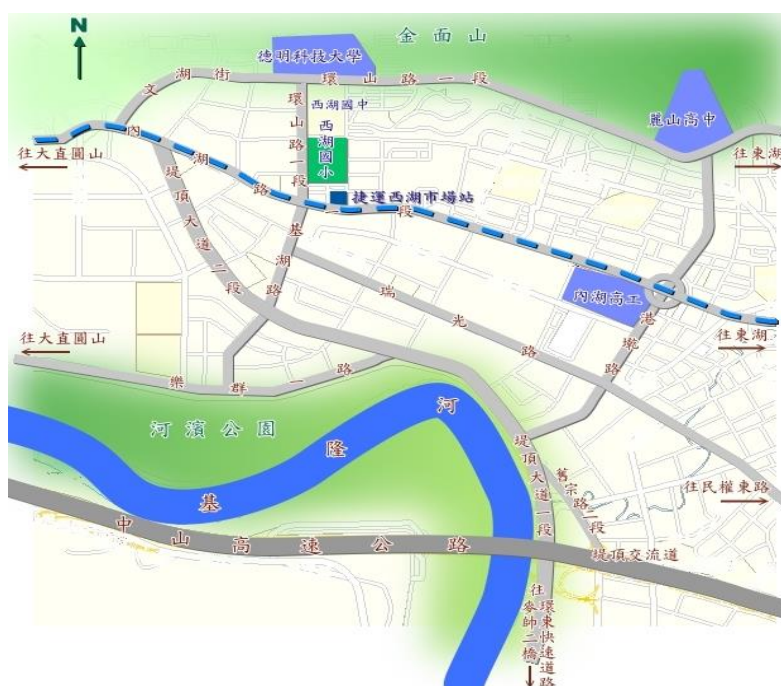 N
金面山
德明科技大學
文湖街
環山路一段
西湖國中
環山路一段
西湖國小
麗山高中
內湖路一段
往大直圓山
往東湖
捷運西湖市場站
堤頂大道二段
基湖路
瑞光路
內湖高工
港墘路
往大直圓山
往東湖
樂群一路
河濱公園
基隆河
堤頂大道一段
舊宗路二段
往民權東路
中山高速公路
堤頂交流道
往環東快速道路
麥帥二橋